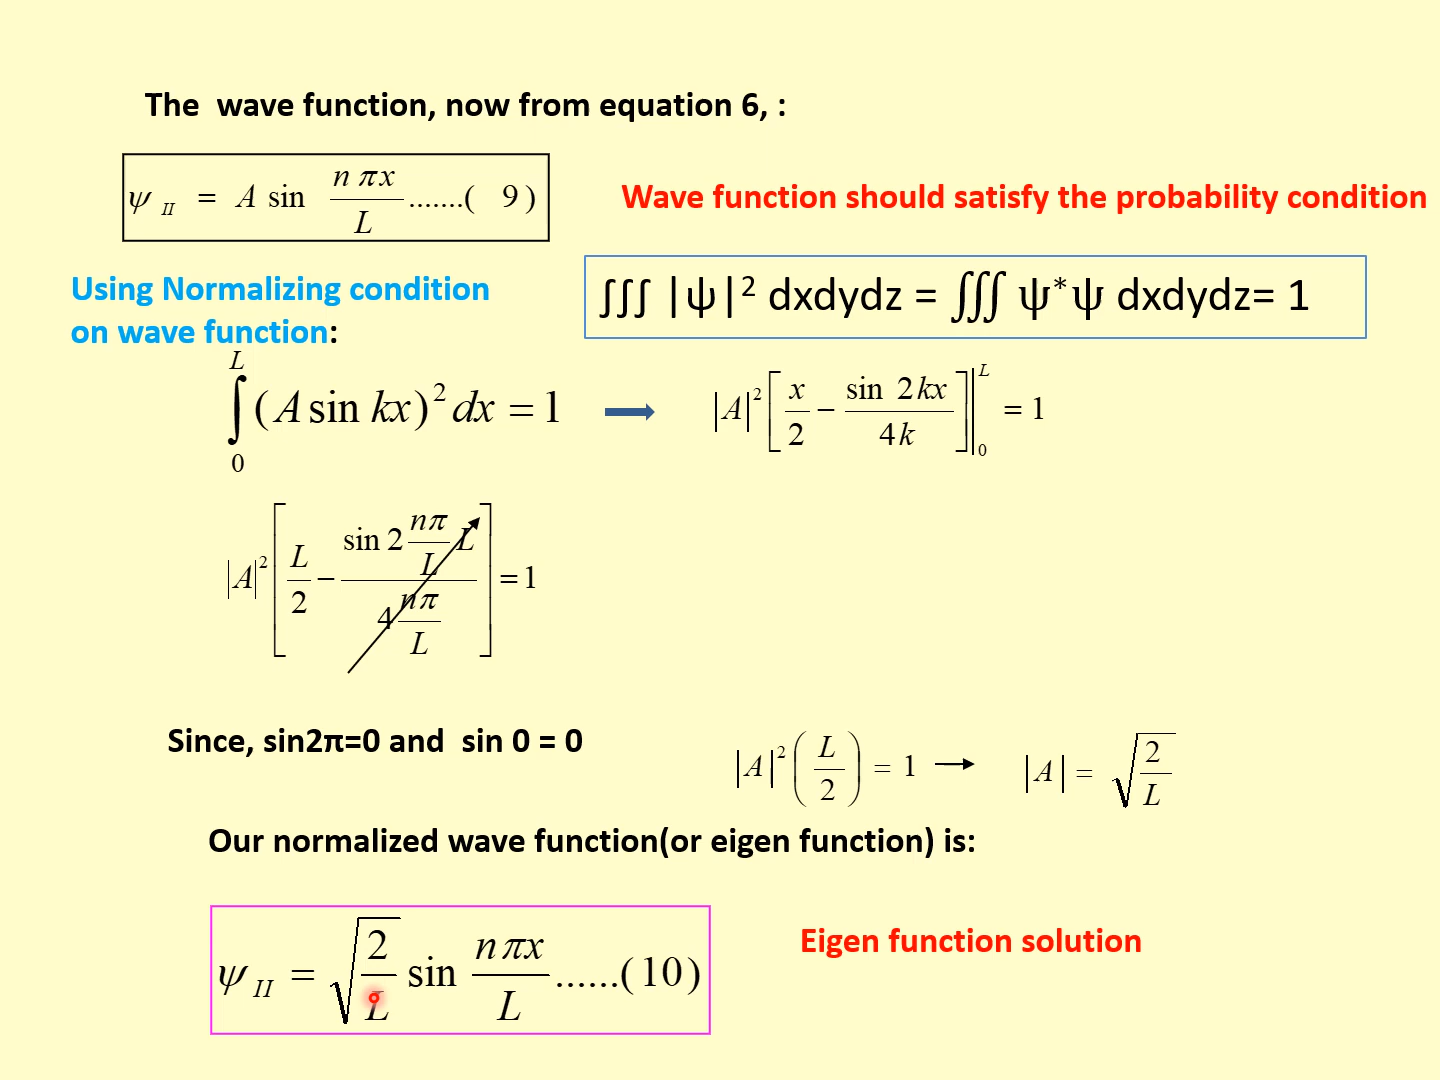 The wave function, now from equation 6, :
ψ_II = A sin nπx/L .......( 9)
Wave function should satisfy the probability condition
Using Normalizing condition
on wave function:
∫∫∫ |ψ|² dxdydz = ∭ ψ*ψ dxdydz= 1
∫₀ᴸ (A sin kx)² dx = 1
|A|² [x/2 − sin 2kx/4k]|₀ᴸ = 1
|A|² [L/2 − sin 2 (nπ/L) L / 4 (nπ/L)] = 1
Since, sin2π=0 and sin 0 = 0
|A|² (L/2) = 1 → |A| = √(2/L)
Our normalized wave function(or eigen function) is:
ψ_II = √(2/L) sin nπx/L ......(10)
Eigen function solution